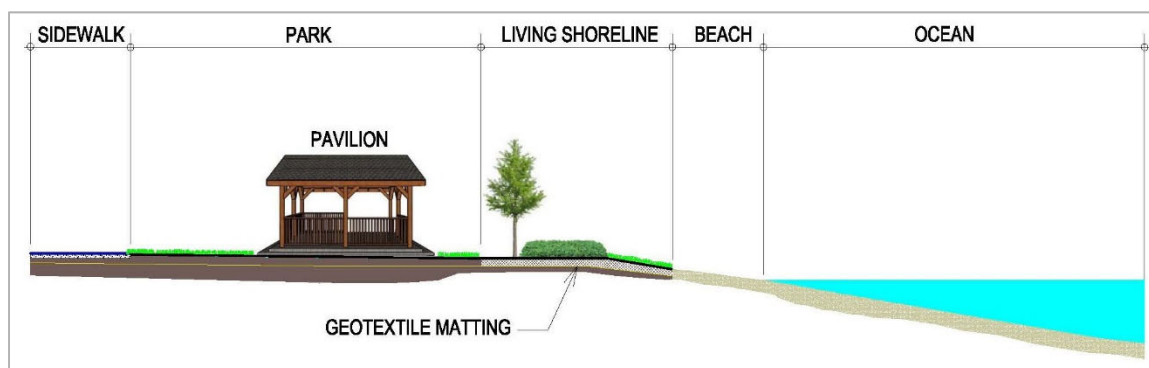 SIDEWALK
PARK
LIVING SHORELINE
BEACH
OCEAN
PAVILION
GEOTEXTILE MATTING